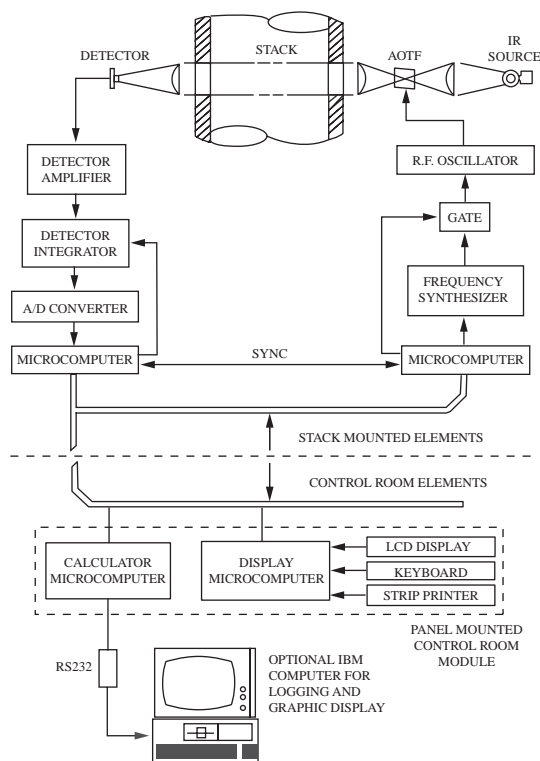 DETECTOR
STACK
AOTF
IR
SOURCE
DETECTOR
AMPLIFIER
R.F. OSCILLATOR
DETECTOR
INTEGRATOR
GATE
A/D CONVERTER
FREQUENCY
SYNTHESIZER
MICROCOMPUTER
SYNC
MICROCOMPUTER
STACK MOUNTED ELEMENTS
CONTROL ROOM ELEMENTS
CALCULATOR
MICROCOMPUTER
DISPLAY
MICROCOMPUTER
LCD DISPLAY
KEYBOARD
STRIP PRINTER
PANEL MOUNTED
CONTROL ROOM
MODULE
RS232
OPTIONAL IBM
COMPUTER FOR
LOGGING AND
GRAPHIC DISPLAY